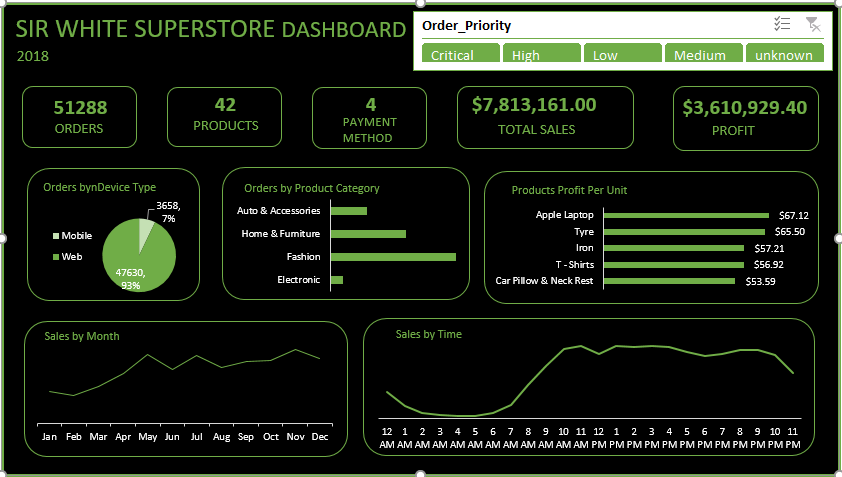 SIR WHITE SUPERSTORE DASHBOARD
2018
Order_Priority
Critical High Low Medium unknown
51288
ORDERS
42
PRODUCTS
4
PAYMENT
METHOD
$7,813,161.00
TOTAL SALES
$3,610,929.40
PROFIT
Orders bynDevice Type
3658,
7%
Mobile
Web
47630,
93%
Orders by Product Category
Auto & Accessories
Home & Furniture
Fashion
Electronic
Products Profit Per Unit
Apple Laptop $67.12
Tyre $65.50
Iron $57.21
T - Shirts $56.92
Car Pillow & Neck Rest $53.59
Sales by Month
Jan Feb Mar Apr May Jun Jul Aug Sep Oct Nov Dec
Sales by Time
12 1 2 3 4 5 6 7 8 9 10 11 12 1 2 3 4 5 6 7 8 9 10 11
AM AM AM AM AM AM AM AM AM AM AM AM PM PM PM PM PM PM PM PM PM PM PM PM